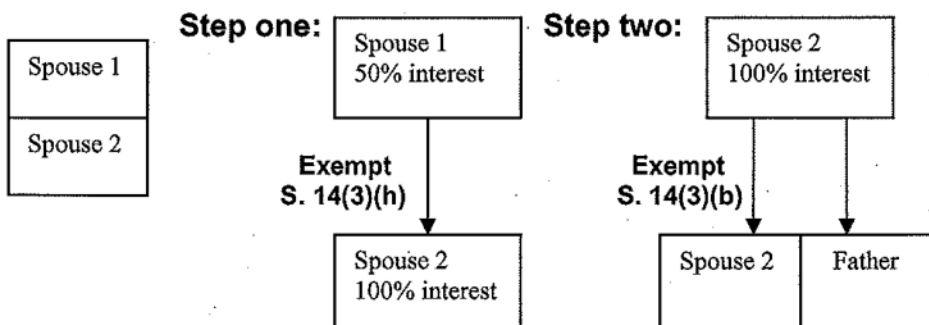 Spouse 1
Spouse 2
Step one:
Spouse 1
50% interest
Exempt
S. 14(3)(h)
Spouse 2
100% interest
Step two:
Spouse 2
100% interest
Exempt
S. 14(3)(b)
Spouse 2
Father